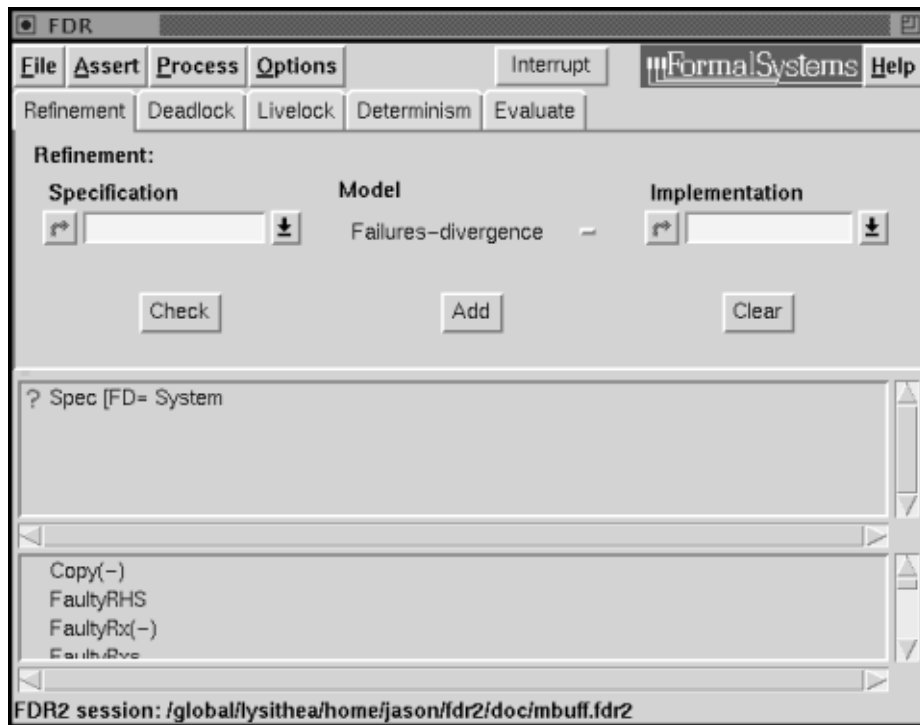 FDR
File Assert Process Options Interrupt FormalSystems Help
Refinement Deadlock Livelock Determinism Evaluate
Refinement:
Specification Model Implementation
Failures-divergence
Check Add Clear
? Spec [FD= System
Copy(-)
FaultyRHS
FaultyRx(-)
FaultyRxs
FDR2 session: /global/lysithea/home/jason/fdr2/doc/mbuff.fdr2